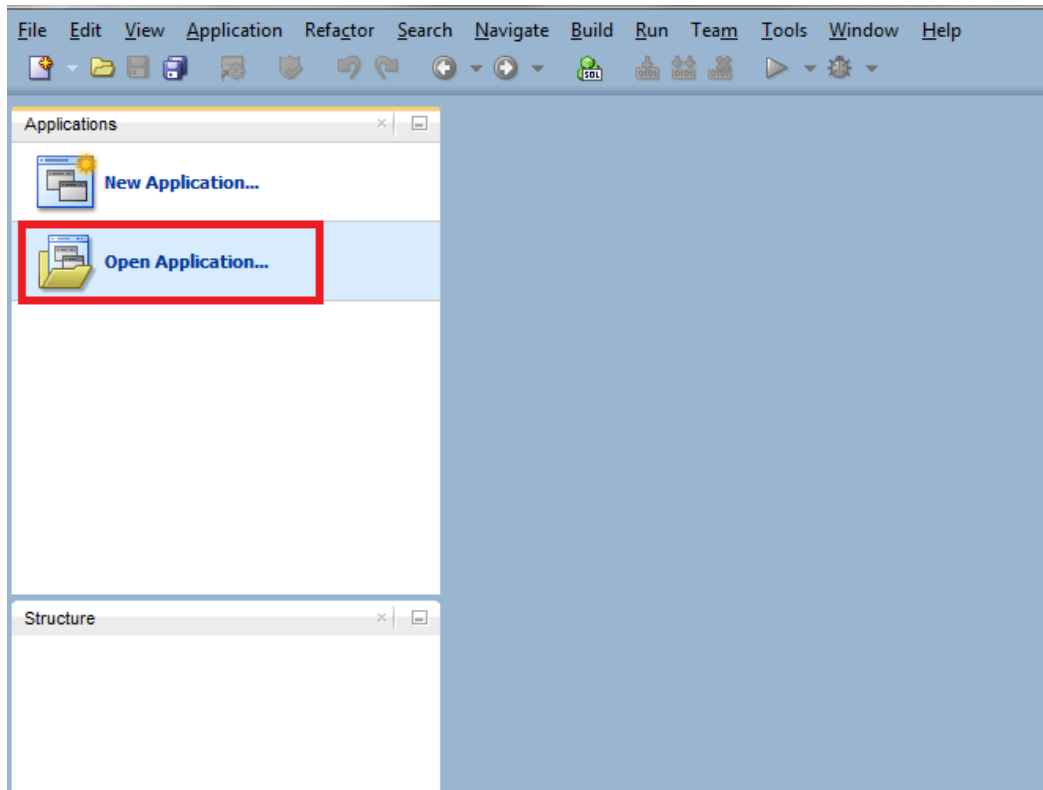 File Edit View Application Refactor Search Navigate Build Run Team Tools Window Help
SQL
Applications
New Application...
Open Application...
Structure